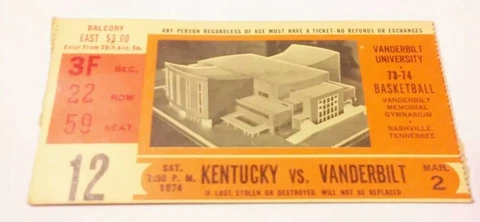 BALCONY
EAST $3.00
Enter From 25th Ave. So.
3F SEC.
22 ROW
59 SEAT
12
ANY PERSON REGARDLESS OF AGE MUST HAVE A TICKET-NO REFUNDS OR EXCHANGES
VANDERBILT
UNIVERSITY
73-74
BASKETBALL
VANDERBILT
MEMORIAL
GYMNASIUM
NASHVILLE,
TENNESSEE
SAT.
7:30 P. M.
1974
KENTUCKY vs. VANDERBILT
MAR.
2
IF LOST, STOLEN OR DESTROYED, WILL NOT BE REPLACED